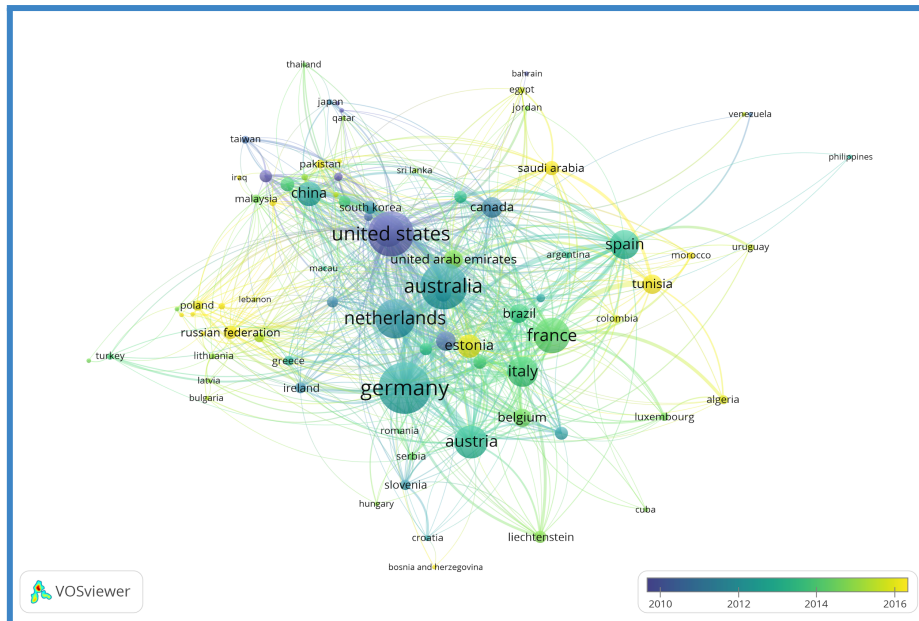 thailand
bahrain
egypt
japan
jordan
qatar
venezuela
taiwan
philippines
pakistan
sri lanka
saudi arabia
iraq
china
malaysia
south korea
canada
united states
spain
uruguay
united arab emirates
argentina
morocco
macau
australia
tunisia
lebanon
poland
brazil
netherlands
colombia
russian federation
france
estonia
turkey
lithuania
greece
italy
latvia
ireland
germany
bulgaria
algeria
belgium
luxembourg
romania
austria
serbia
slovenia
hungary
cuba
croatia
liechtenstein
bosnia and herzegovina
VOSviewer
2010 2012 2014 2016